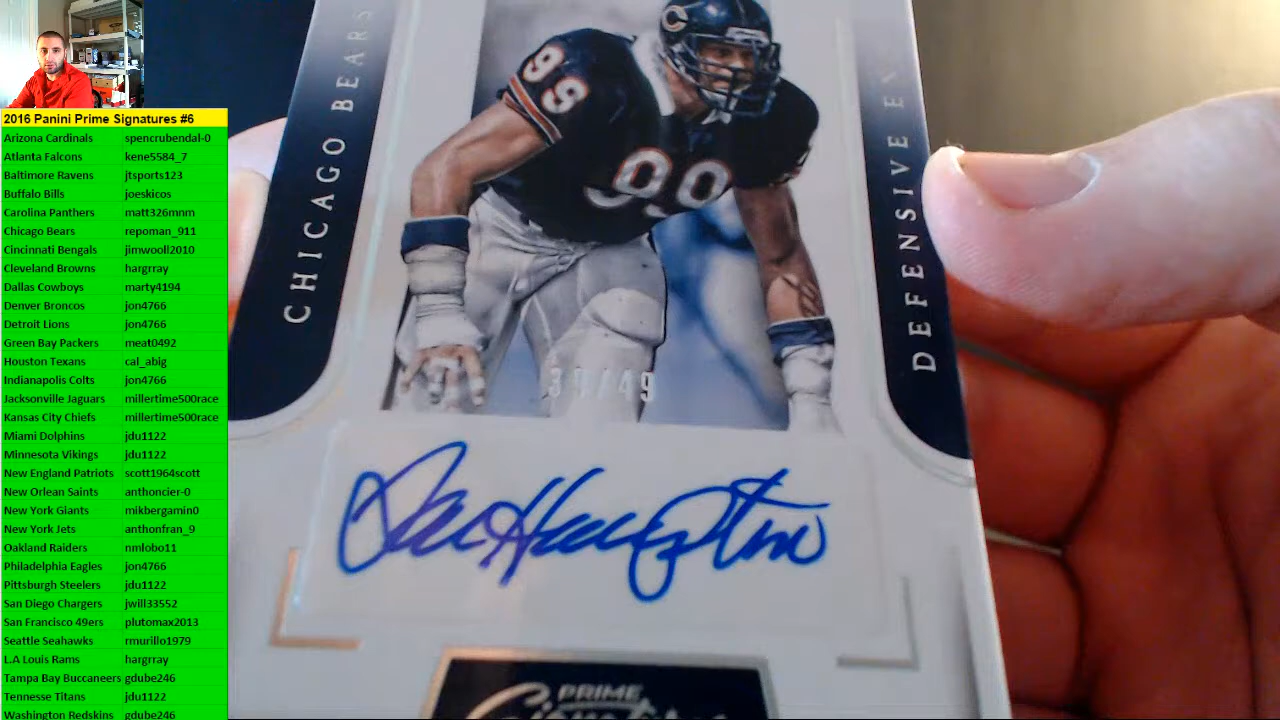 2016 Panini Prime Signatures #6
Arizona Cardinals spencrubendal-0
Atlanta Falcons kene5584_7
Baltimore Ravens jtsports123
Buffalo Bills joeskicos
Carolina Panthers matt326mnm
Chicago Bears repoman_911
Cincinnati Bengals jimwooll2010
Cleveland Browns hargrray
Dallas Cowboys marty4194
Denver Broncos jon4766
Detroit Lions jon4766
Green Bay Packers meat0492
Houston Texans cal_abig
Indianapolis Colts jon4766
Jacksonville Jaguars millertime500race
Kansas City Chiefs millertime500race
Miami Dolphins jdu1122
Minnesota Vikings jdu1122
New England Patriots scott1964scott
New Orlean Saints anthoncier-0
New York Giants mikbergamin0
New York Jets anthonfran_9
Oakland Raiders nmlobo11
Philadelphia Eagles jon4766
Pittsburgh Steelers jdu1122
San Diego Chargers jwill33552
San Francisco 49ers plutomax2013
Seattle Seahawks rmurillo1979
L.A Louis Rams hargrray
Tampa Bay Buccaneers gdube246
Tennesse Titans jdu1122
Washington Redskins gdube246
CHICAGO BEARS
99
99
C
DEFENSIVE
Dan Hampton
PRIME